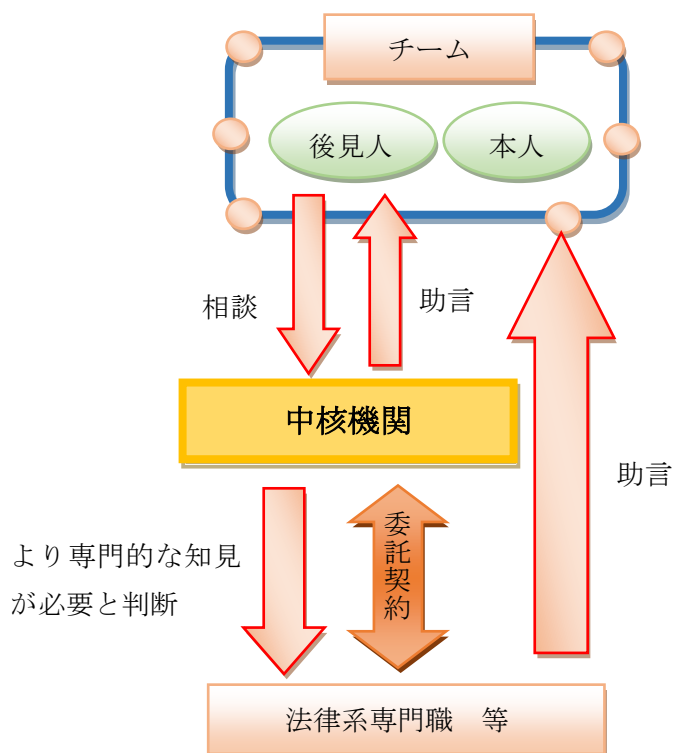 チーム
後見人
本人
相談
助言
中核機関
助言
より専門的な知見
が必要と判断
委託契約
法律系専門職　等